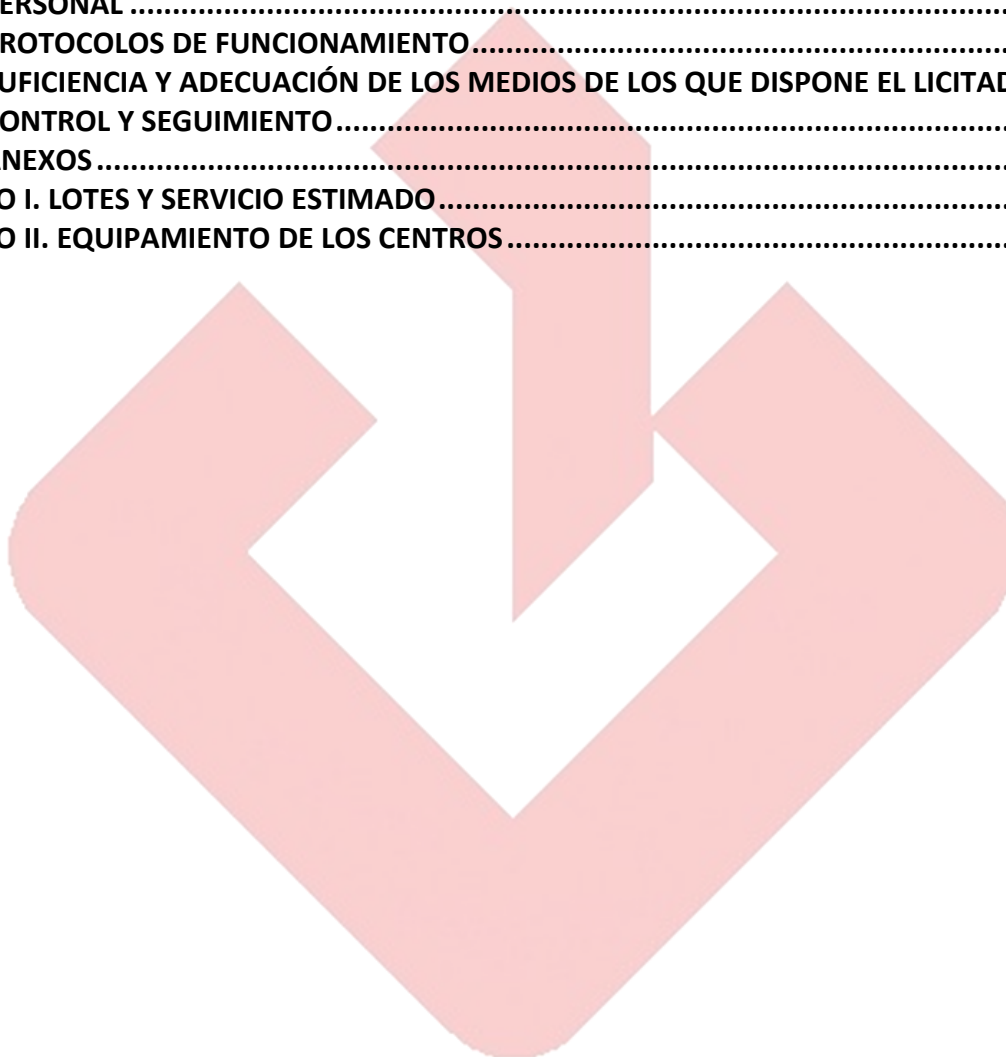 PERSONAL ....................................................................................................
ROTOCOLOS DE FUNCIONAMIENTO..............................................................
UFICIENCIA Y ADECUACIÓN DE LOS MEDIOS DE LOS QUE DISPONE EL LICITAD
ONTROL Y SEGUIMIENTO...............................................................................
NEXOS..........................................................................................................
O I. LOTES Y SERVICIO ESTIMADO..................................................................
O II. EQUIPAMIENTO DE LOS CENTROS...........................................................